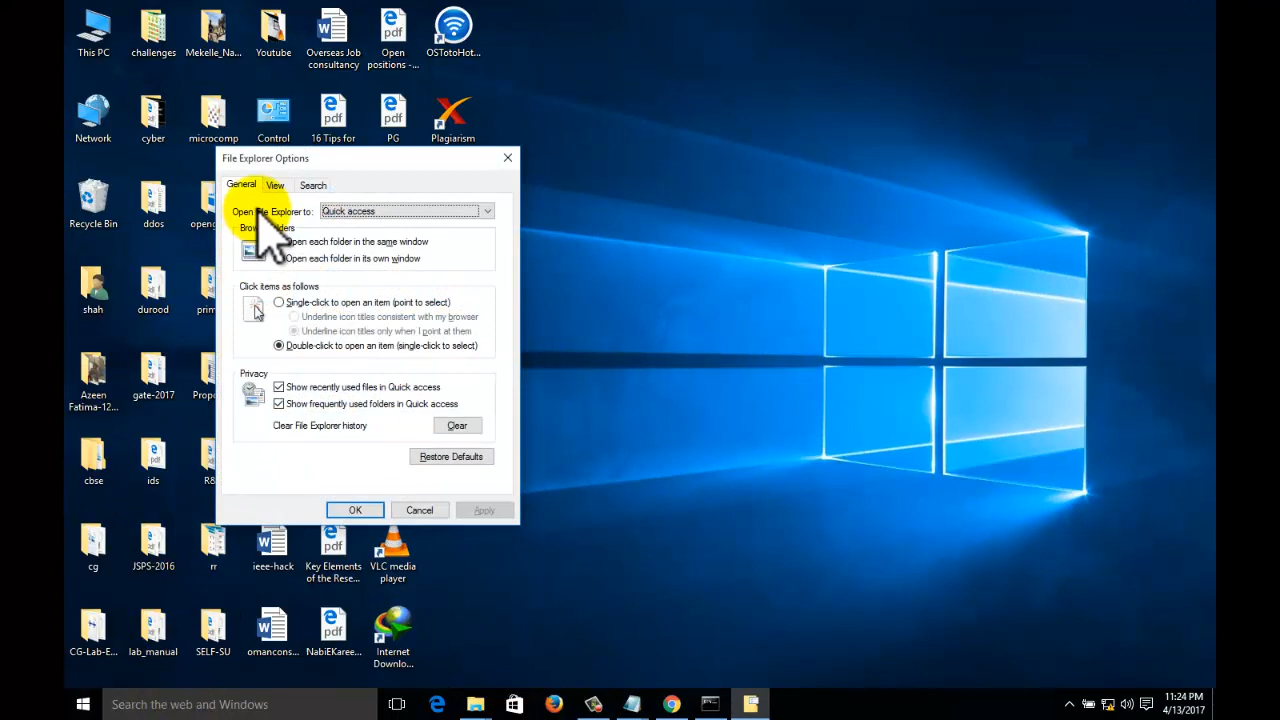 This PC
challenges
Mekelle_Na...
Youtube
Overseas Job
consultancy
Open
positions -...
OSTotoHot...
Network
cyber
microcomp
Control
16 Tips for
PG
Plagiarism
File Explorer Options
General
View
Search
Open File Explorer to:
Quick access
Open each folder in the same window
Open each folder in its own window
Click items as follows
Single-click to open an item (point to select)
Underline icon titles consistent with my browser
Underline icon titles only when I point at them
Double-click to open an item (single-click to select)
Privacy
Show recently used files in Quick access
Show frequently used folders in Quick access
Clear File Explorer history
Clear
Restore Defaults
OK
Cancel
Apply
Recycle Bin
ddos
shah
durood
Azeen
Fatima-12...
gate-2017
cbse
ids
cg
JSPS-2016
rr
ieee-hack
Key Elements
of the Rese...
VLC media
player
CG-Lab-E...
lab_manual
SELF-SU
omancons...
NabiEKaree...
Internet
Downlo...
Search the web and Windows
11:24 PM
4/13/2017